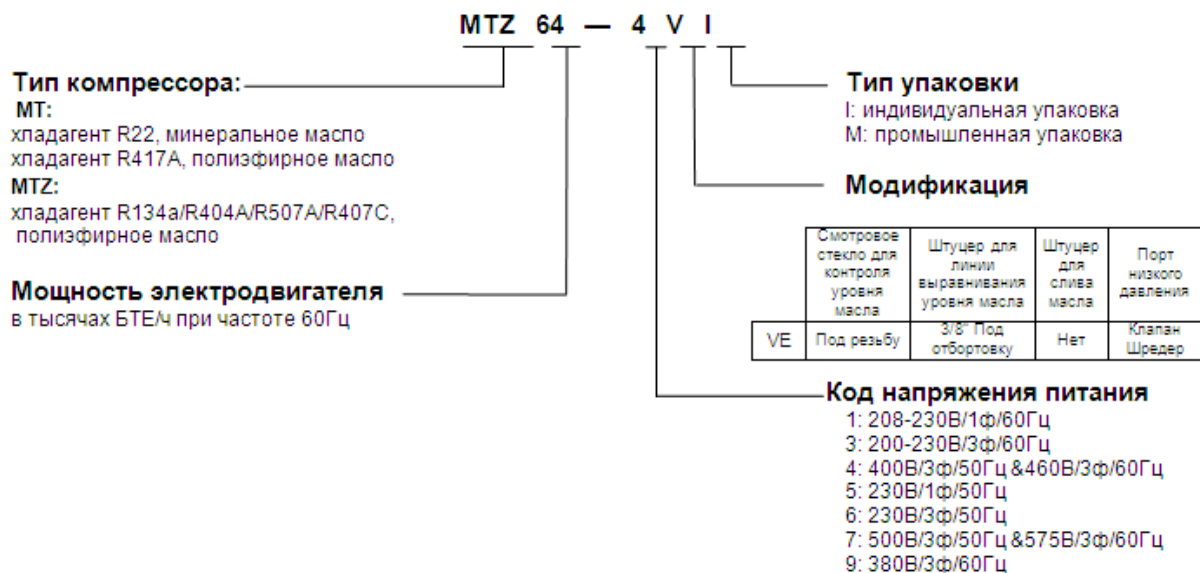 MTZ 64 — 4 V I
Тип компрессора:
MT:
хладагент R22, минеральное масло
хладагент R417A, полиэфирное масло
MTZ:
хладагент R134a/R404A/R507A/R407C,
полиэфирное масло
Мощность электродвигателя
в тысячах БТЕ/ч при частоте 60Гц
Тип упаковки
I: индивидуальная упаковка
M: промышленная упаковка
Модификация
Смотровое
стекло для
контроля
уровня
масла
Штуцер для
линии
выравнивания
уровня масла
Штуцер
для
слива
масла
Порт
низкого
давления
VE
Под резьбу
3/8" Под
отбортовку
Нет
Клапан
Шредер
Код напряжения питания
1: 208-230В/1ф/60Гц
3: 200-230В/3ф/60Гц
4: 400В/3ф/50Гц &460В/3ф/60Гц
5: 230В/1ф/50Гц
6: 230В/3ф/50Гц
7: 500В/3ф/50Гц &575В/3ф/60Гц
9: 380В/3ф/60Гц